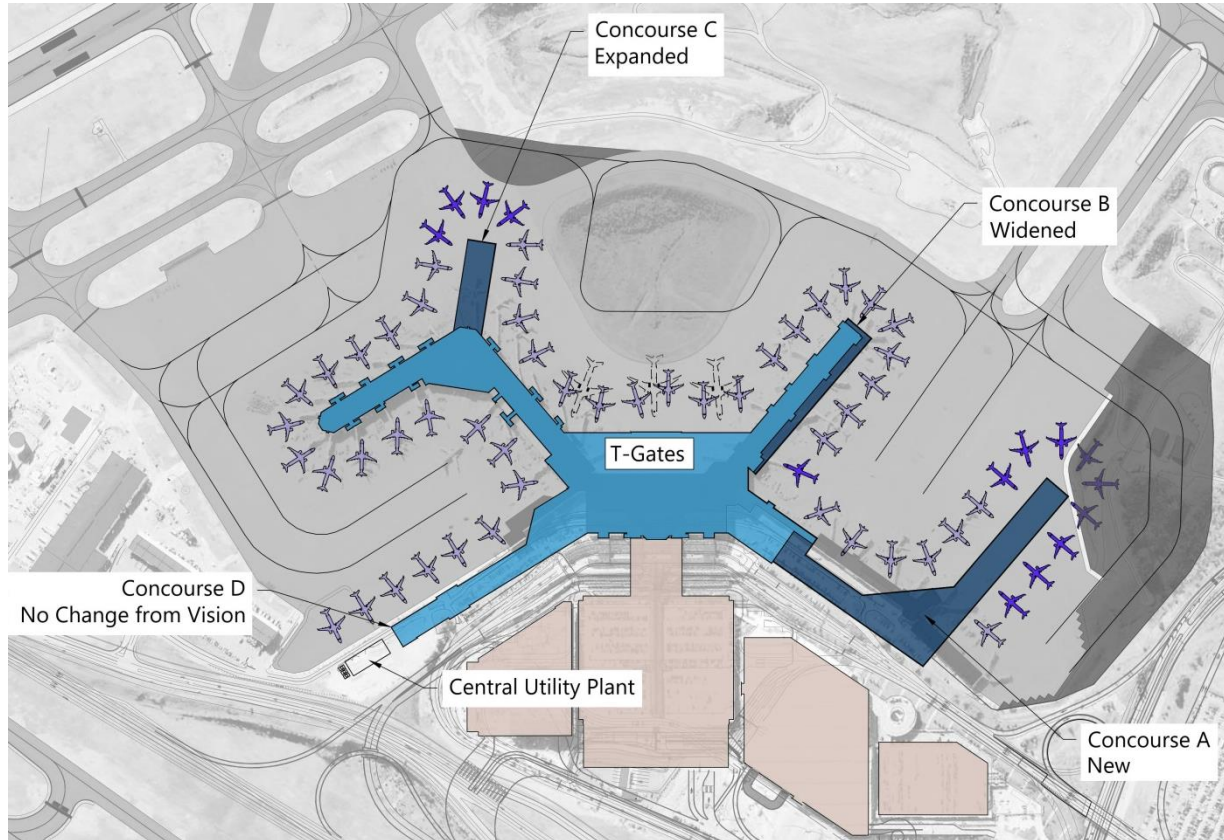 Concourse C
Expanded
Concourse B
Widened
T-Gates
Concourse D
No Change from Vision
Central Utility Plant
Concourse A
New